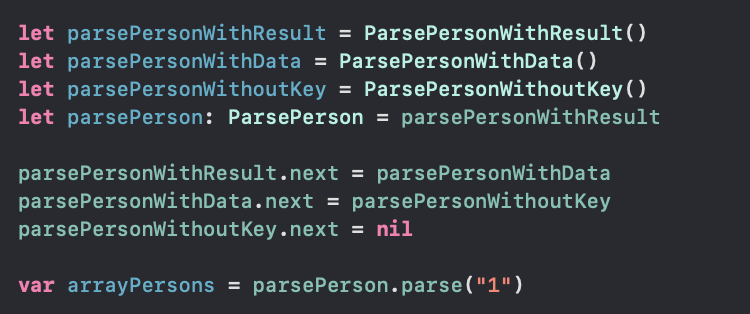 let parsePersonWithResult = ParsePersonWithResult()
let parsePersonWithData = ParsePersonWithData()
let parsePersonWithoutKey = ParsePersonWithoutKey()
let parsePerson: ParsePerson = parsePersonWithResult
parsePersonWithResult.next = parsePersonWithData
parsePersonWithData.next = parsePersonWithoutKey
parsePersonWithoutKey.next = nil
var arrayPersons = parsePerson.parse("1")